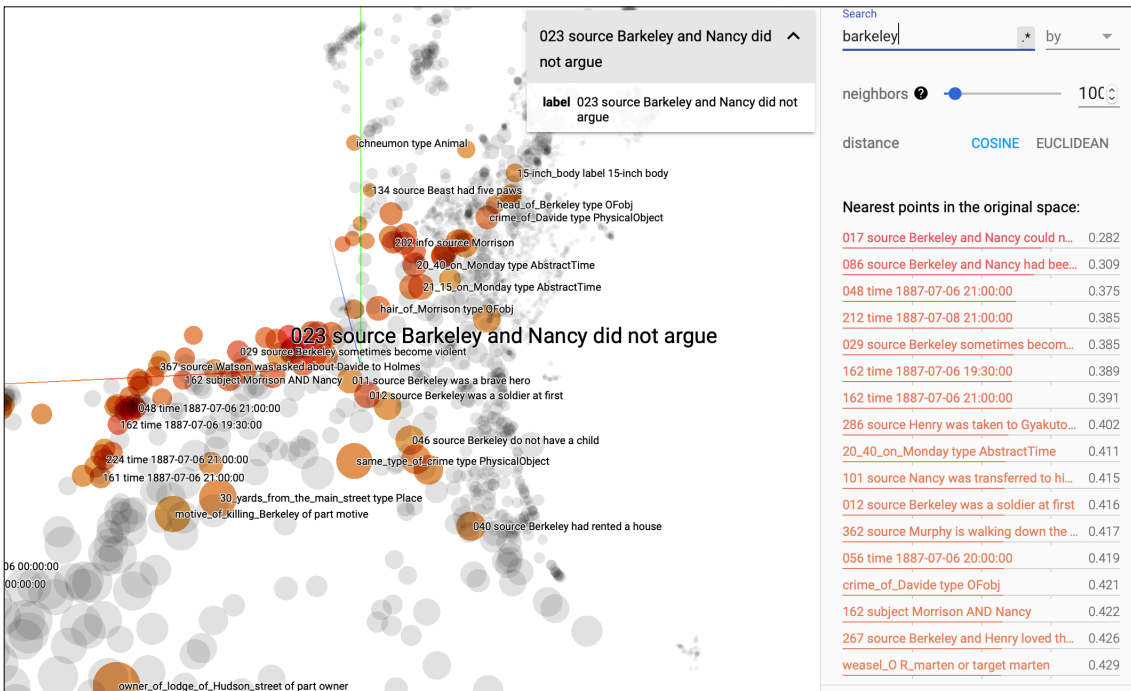 023 source Barkeley and Nancy did
not argue
label 023 source Barkeley and Nancy did not
argue
ichneumon type Animal
15-inch_body label 15-inch body
134 source Beast had five paws
head_of_Berkeley type OFobj
crime_of_Davide type PhysicalObject
202 info source Morrison
20_40_on_Monday type AbstractTime
21_15_on_Monday type AbstractTime
hair_of_Morrison type OFobj
023 source Barkeley and Nancy did not argue
029 source Berkeley sometimes become violent
367 source Watson was asked about Davide to Holmes
162 subject Morrison AND Nancy
011 source Berkeley was a brave hero
012 source Berkeley was a soldier at first
048 time 1887-07-06 21:00:00
162 time 1887-07-06 19:30:00
046 source Berkeley do not have a child
224 time 1887-07-06 21:00:00
same_type_of_crime type PhysicalObject
161 time 1887-07-06 21:00:00
30_yards_from_the_main_street type Place
motive_of_killing_Berkeley of part motive
040 source Berkeley had rented a house
06 00:00:00
00:00:00
owner_of_lodge_of_Hudson_street of part owner
Search
barkeley .* by
neighbors ? 100
distance COSINE EUCLIDEAN
Nearest points in the original space:
017 source Berkeley and Nancy could n... 0.282
086 source Berkeley and Nancy had bee... 0.309
048 time 1887-07-06 21:00:00 0.375
212 time 1887-07-08 21:00:00 0.385
029 source Berkeley sometimes becom... 0.385
162 time 1887-07-06 19:30:00 0.389
162 time 1887-07-06 21:00:00 0.391
286 source Henry was taken to Gyakuto... 0.402
20_40_on_Monday type AbstractTime 0.411
101 source Nancy was transferred to hi... 0.415
012 source Berkeley was a soldier at first 0.416
362 source Murphy is walking down the ... 0.417
056 time 1887-07-06 20:00:00 0.419
crime_of_Davide type OFobj 0.421
162 subject Morrison AND Nancy 0.422
267 source Berkeley and Henry loved th... 0.426
weasel_O R_marten or target marten 0.429